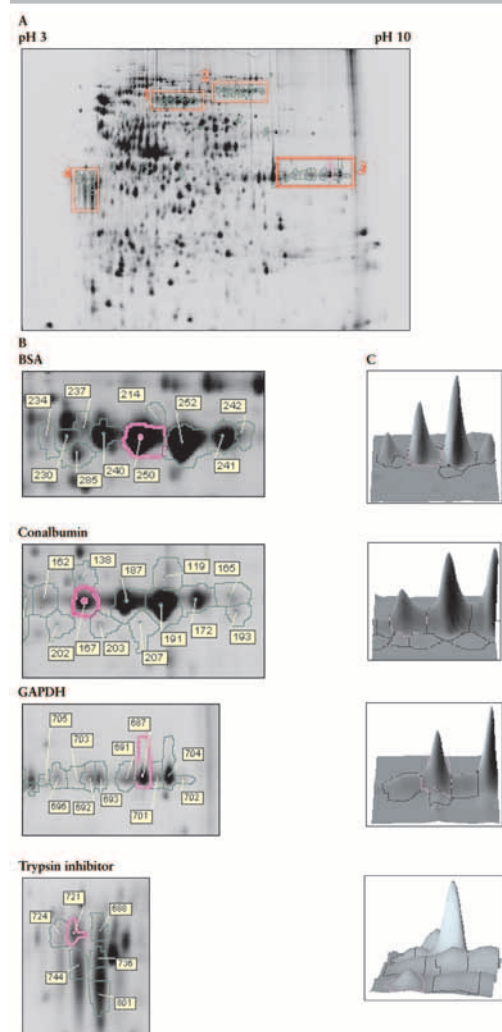 A
pH 3 pH 10
B
BSA
C
234 237 214 252 242
230 285 240 250 241
Conalbumin
162 138 187 119 165
202 167 203 207 191 172 193
GAPDH
705 703 691 687 704
696 692 693 701 702
Trypsin inhibitor
724 721 688
744 736
801